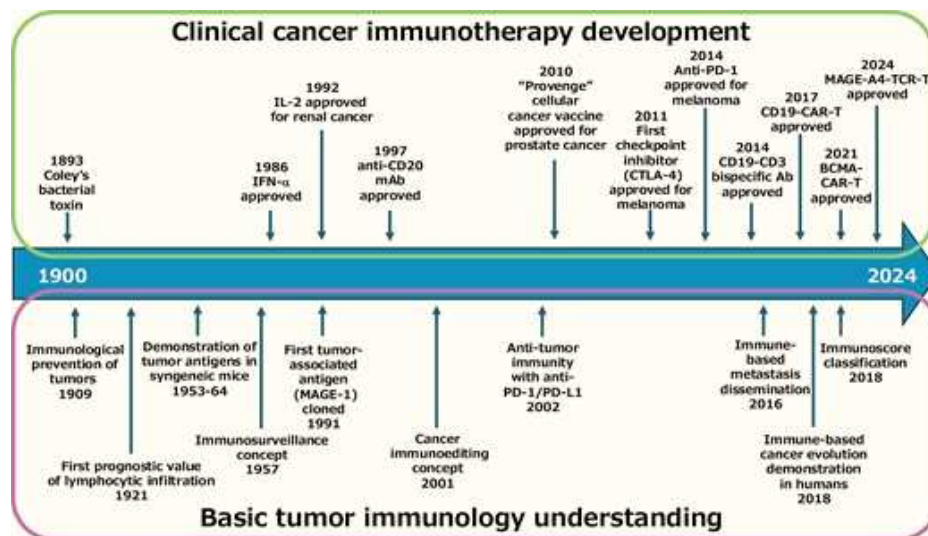 Clinical cancer immunotherapy development
1893
Coley's
bacterial
toxin
1986
IFN-α
approved
1992
IL-2 approved
for renal cancer
1997
anti-CD20
mAb
approved
2010
"Provenge"
cellular
cancer vaccine
approved for
prostate cancer
2011
First
checkpoint
inhibitor
(CTLA-4)
approved for
melanoma
2014
Anti-PD-1
approved for
melanoma
2014
CD19-CD3
bispecific Ab
approved
2017
CD19-CAR-T
approved
2021
BCMA-
CAR-T
approved
2024
MAGE-A4-TCR-T
approved
1900
2024
Immunological
prevention of
tumors
1909
First prognostic value
of lymphocytic infiltration
1921
Demonstration of
tumor antigens in
syngeneic mice
1953-64
Immunosurveillance
concept
1957
First tumor-
associated
antigen
(MAGE-1)
cloned
1991
Cancer
immunoediting
concept
2001
Anti-tumor
immunity
with anti-
PD-1/PD-L1
2002
Immune-
based
metastasis
dissemination
2016
Immune-based
cancer evolution
demonstration
in humans
2018
Immunoscore
classification
2018
Basic tumor immunology understanding